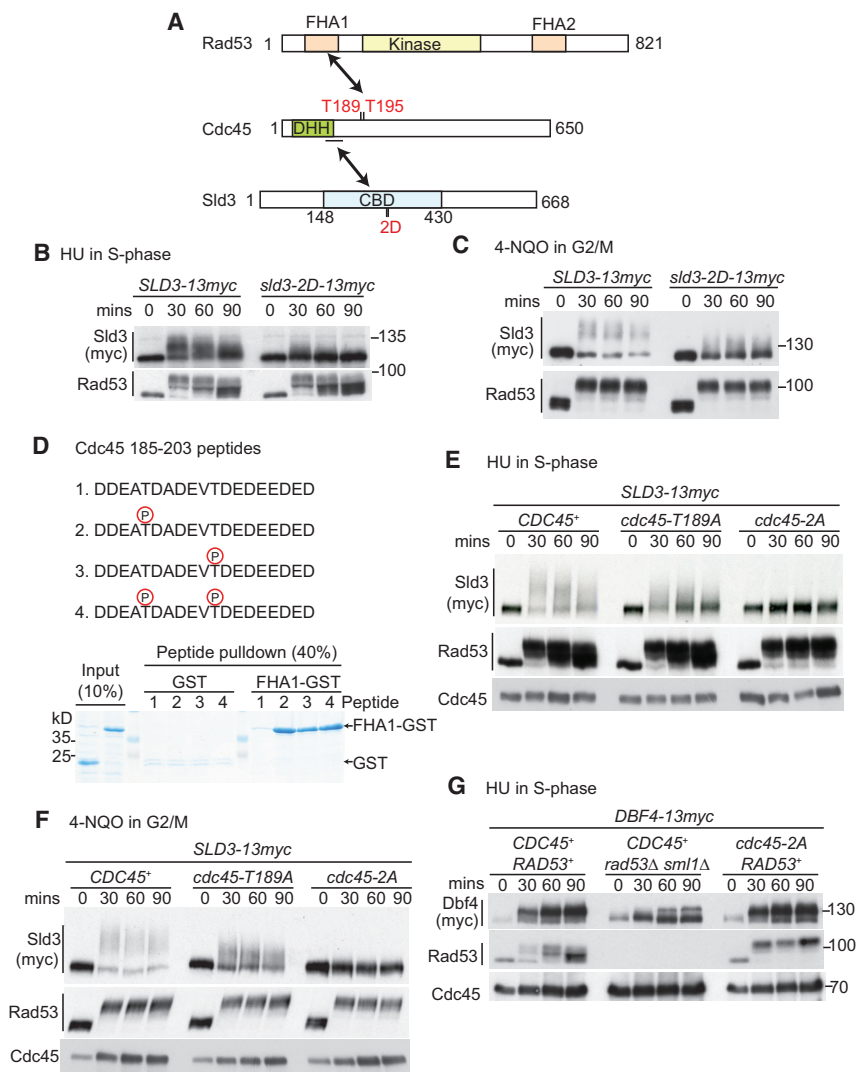 A
FHA1 FHA2
Rad53 1 Kinase 821
T189 T195
Cdc45 1 DHH 650
Sld3 1 CBD 668
148 430
2D
B HU in S-phase
SLD3-13myc sld3-2D-13myc
mins 0 30 60 90 0 30 60 90
Sld3 (myc) -135
-100
Rad53
C 4-NQO in G2/M
SLD3-13myc sld3-2D-13myc
mins 0 30 60 90 0 30 60 90
Sld3 (myc) -130
Rad53 -100
D Cdc45 185-203 peptides
1. DDEATDADEVTDEDEEDED
P
2. DDEATDADEVTDEDEEDED
P
3. DDEATDADEVTDEDEEDED
P P
4. DDEATDADEVTDEDEEDED
Peptide pulldown (40%)
Input (10%) GST FHA1-GST
1 2 3 4 1 2 3 4 Peptide
kD
35- FHA1-GST
25- GST
E HU in S-phase
SLD3-13myc
CDC45⁺ cdc45-T189A cdc45-2A
mins 0 30 60 90 0 30 60 90 0 30 60 90
Sld3 (myc)
Rad53
Cdc45
F 4-NQO in G2/M
SLD3-13myc
CDC45⁺ cdc45-T189A cdc45-2A
mins 0 30 60 90 0 30 60 90 0 30 60 90
Sld3 (myc)
Rad53
Cdc45
G HU in S-phase
DBF4-13myc
CDC45⁺ CDC45⁺ cdc45-2A
RAD53⁺ rad53Δ sml1Δ RAD53⁺
mins 0 30 60 90 0 30 60 90 0 30 60 90
Dbf4 (myc) -130
Rad53 -100
Cdc45 -70